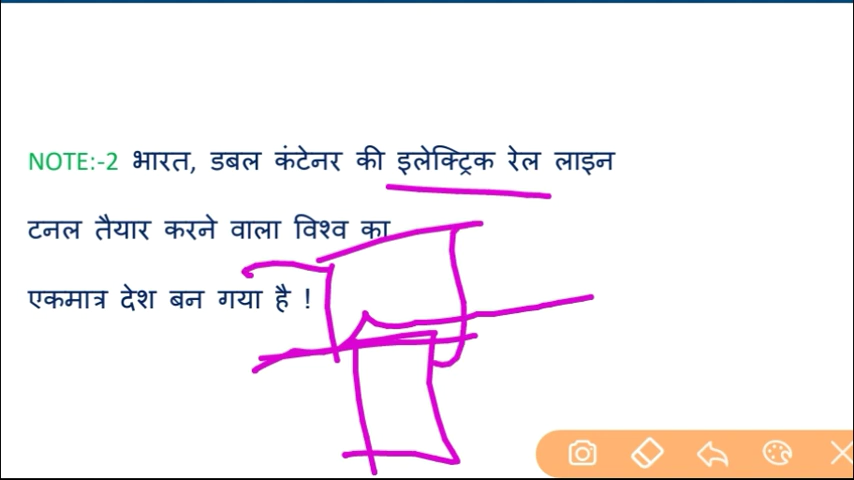 NOTE:-2 भारत, डबल कंटेनर की इलेक्ट्रिक रेल लाइन
टनल तैयार करने वाला विश्व का
एकमात्र देश बन गया है !